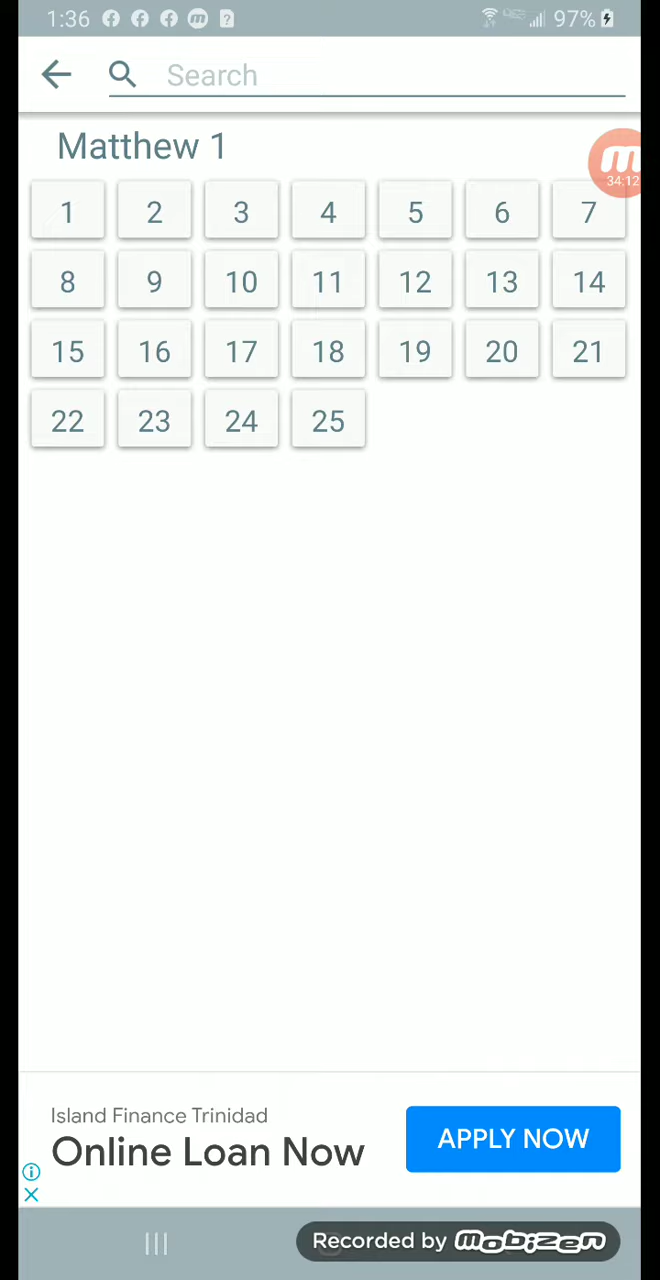 1:36 97%
Search
Matthew 1
34:12
1 2 3 4 5 6 7
8 9 10 11 12 13 14
15 16 17 18 19 20 21
22 23 24 25
Island Finance Trinidad
Online Loan Now
APPLY NOW
Recorded by mobizen